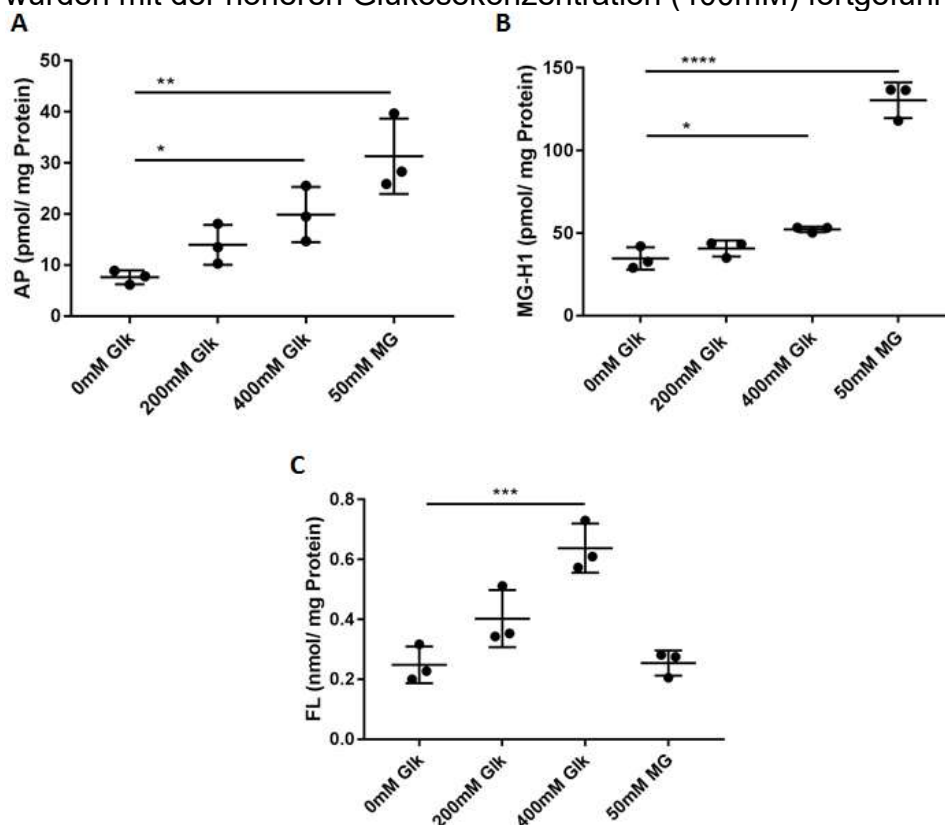 wurden mit der höheren Glukosekonzentration (400mM) fortgeführ
A
B
50
40
30
20
10
0
AP (pmol/ mg Protein)
**
*
0mM Glk
200mM Glk
400mM Glk
50mM MG
150
100
50
0
MG-H1 (pmol/ mg Protein)
****
*
0mM Glk
200mM Glk
400mM Glk
50mM MG
C
0.8
0.6
0.4
0.2
0.0
FL (nmol/ mg Protein)
***
0mM Glk
200mM Glk
400mM Glk
50mM MG